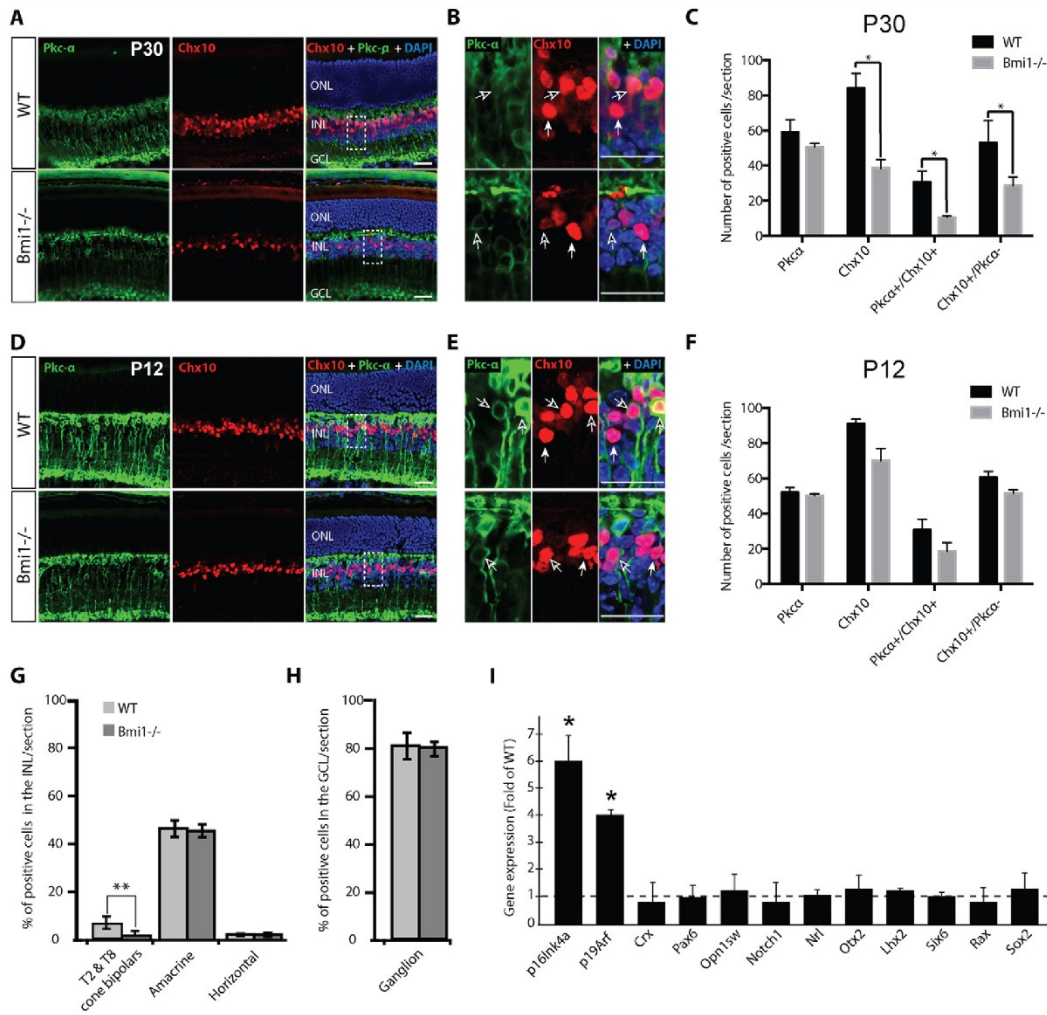 A
Pkc-α P30 Chx10 Chx10 + Pkc-α + DAPI
WT
ONL
INL
GCL
Bmi1-/-
ONL
INL
GCL
B
Pkc-α Chx10 + DAPI
C
P30
WT
Bmi1-/-
Number of positive cells /section
100
80
60
40
20
0
* * *
Pkcα
Chx10
Pkcα+/Chx10+
Chx10+/Pkcα-
D
Pkc-α P12 Chx10 Chx10 + Pkc-α + DAPI
WT
ONL
INL
Bmi1-/-
ONL
INL
E
Pkc-α Chx10 + DAPI
F
P12
WT
Bmi1-/-
Number of positive cells /section
100
80
60
40
20
0
Pkcα
Chx10
Pkcα+/Chx10+
Chx10+/Pkcα-
G
% of positive cells in the INL/section
100
80
60
40
20
0
WT
Bmi1-/-
**
T2 & T8
cone bipolars
Amacrine
Horizontal
H
% of positive cells In the GCL/section
100
80
60
40
20
0
Ganglion
I
Gene expression (Fold of WT)
7
6
5
4
3
2
1
0
* *
p16Ink4a
p19Arf
Crx
Pax6
Opn1sw
Notch1
Nrl
Otx2
Lhx2
Six6
Rax
Sox2